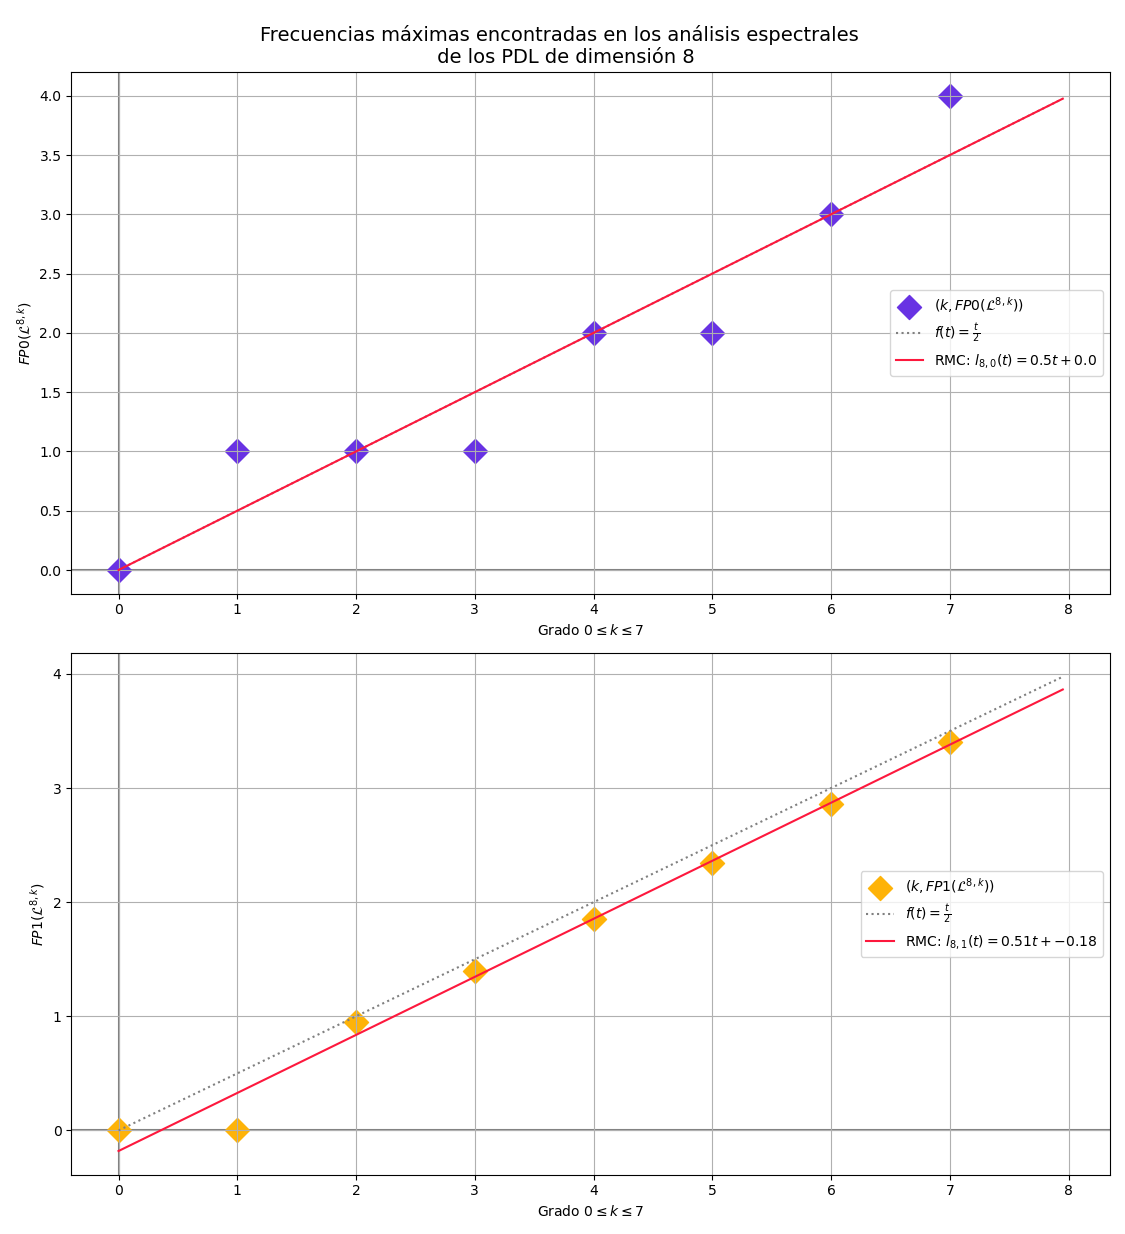 Frecuencias máximas encontradas en los análisis espectrales
de los PDL de dimensión 8
4.0
3.5
3.0
2.5
2.0
1.5
1.0
0.5
0.0
FP0(ℒ^{8,k})
(k, FP0(ℒ^{8,k}))
f(t) = t/2
RMC: l_{8,0}(t) = 0.5t + 0.0
0 1 2 3 4 5 6 7 8
Grado 0 ≤ k ≤ 7
4
3
2
1
0
FP1(ℒ^{8,k})
(k, FP1(ℒ^{8,k}))
f(t) = t/2
RMC: l_{8,1}(t) = 0.51t + −0.18
0 1 2 3 4 5 6 7 8
Grado 0 ≤ k ≤ 7